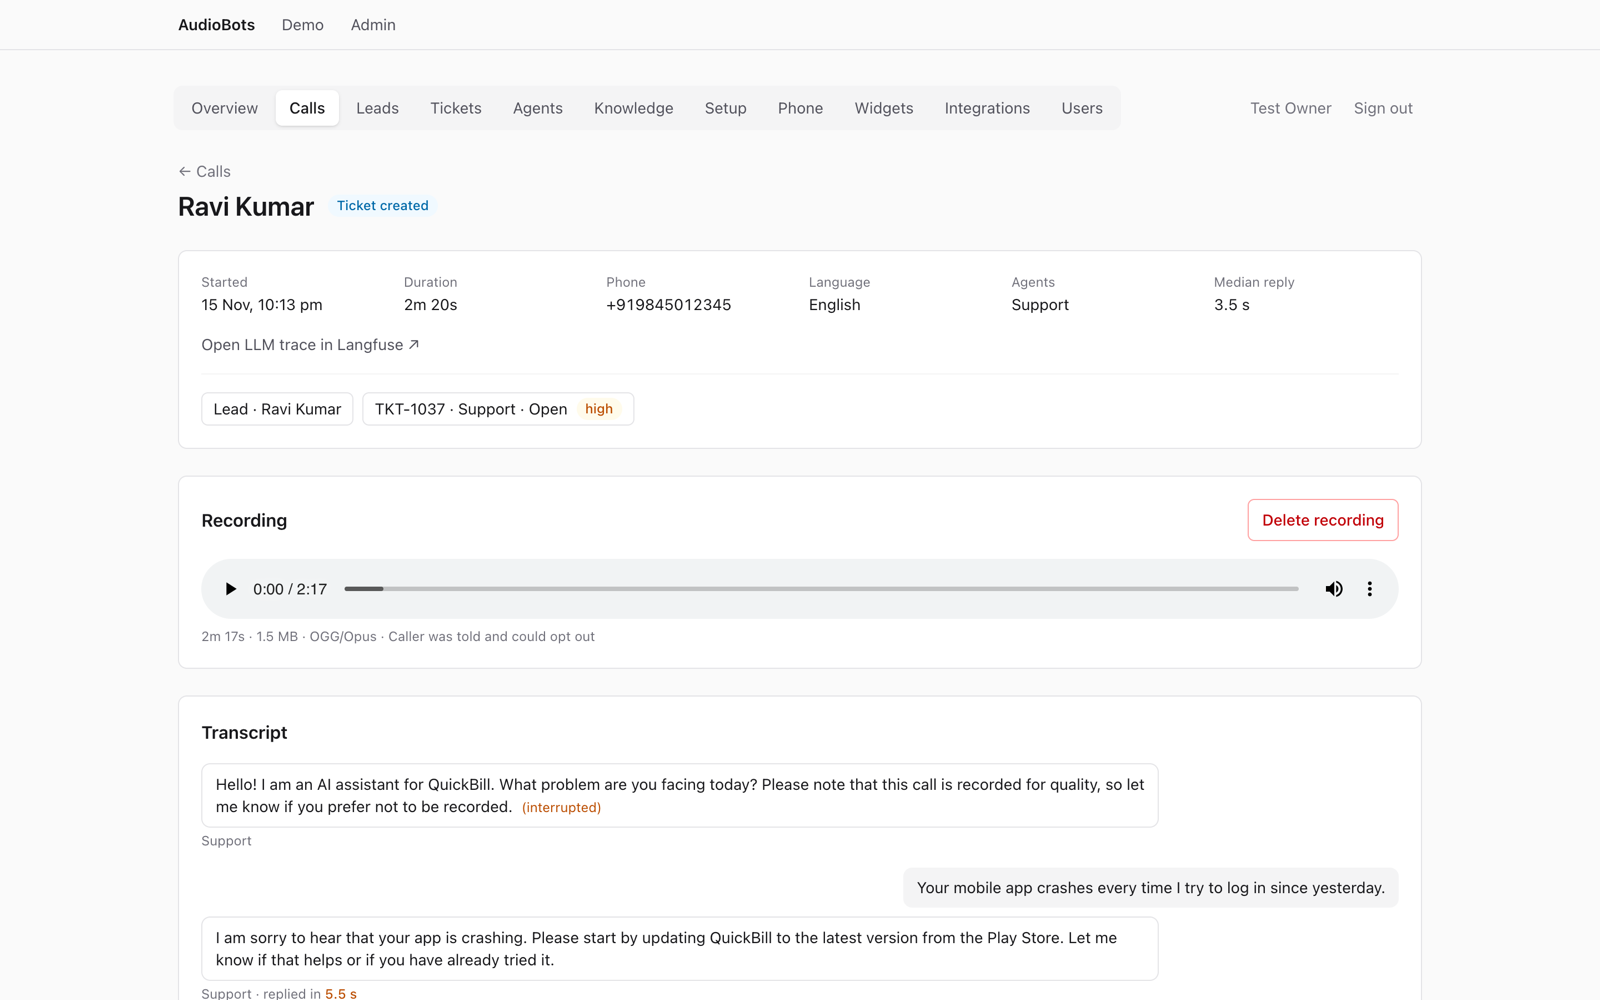 AudioBots Demo Admin
Overview Calls Leads Tickets Agents Knowledge Setup Phone Widgets Integrations Users Test Owner Sign out
← Calls
Ravi Kumar Ticket created
Started Duration Phone Language Agents Median reply
15 Nov, 10:13 pm 2m 20s +919845012345 English Support 3.5 s
Open LLM trace in Langfuse ↗
Lead · Ravi Kumar TKT-1037 · Support · Open high
Recording Delete recording
0:00 / 2:17
2m 17s · 1.5 MB · OGG/Opus · Caller was told and could opt out
Transcript
Hello! I am an AI assistant for QuickBill. What problem are you facing today? Please note that this call is recorded for quality, so let
me know if you prefer not to be recorded. (interrupted)
Support
Your mobile app crashes every time I try to log in since yesterday.
I am sorry to hear that your app is crashing. Please start by updating QuickBill to the latest version from the Play Store. Let me
know if that helps or if you have already tried it.
Support · replied in 5.5 s